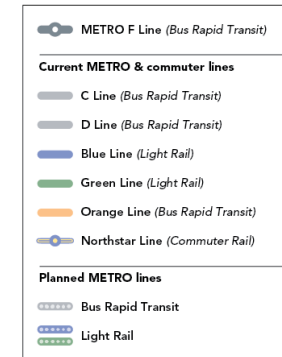 METRO F Line (Bus Rapid Transit)
Current METRO & commuter lines
C Line (Bus Rapid Transit)
D Line (Bus Rapid Transit)
Blue Line (Light Rail)
Green Line (Light Rail)
Orange Line (Bus Rapid Transit)
Northstar Line (Commuter Rail)
Planned METRO lines
Bus Rapid Transit
Light Rail